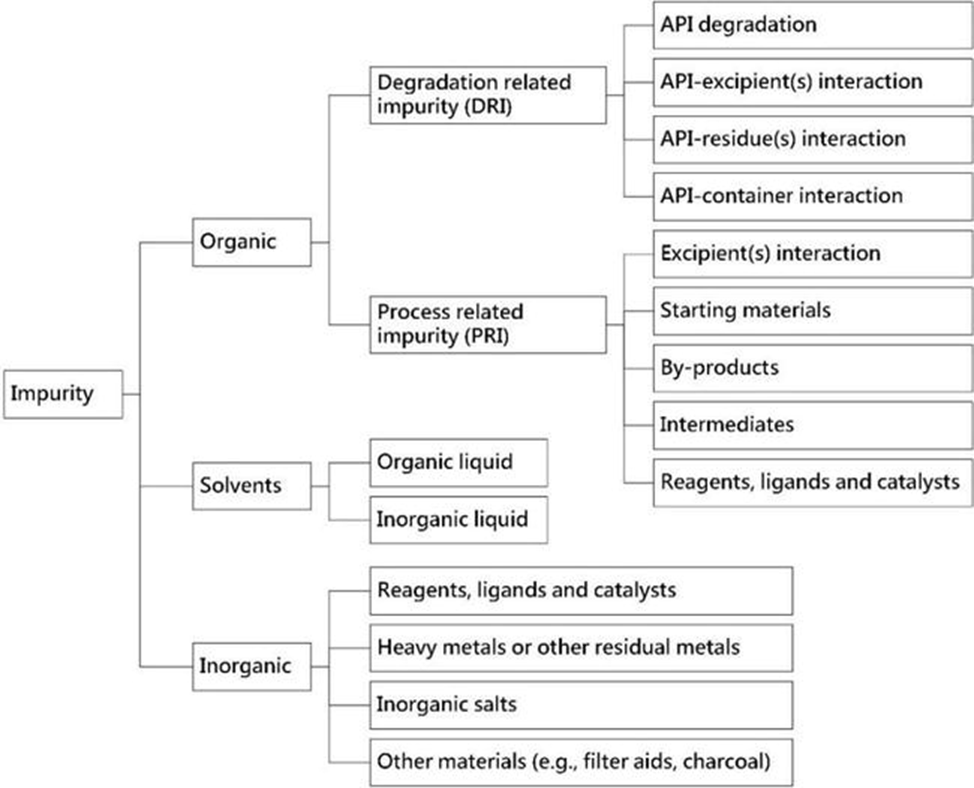 Impurity
Organic
Degradation related
impurity (DRI)
API degradation
API-excipient(s) interaction
API-residue(s) interaction
API-container interaction
Process related
impurity (PRI)
Excipient(s) interaction
Starting materials
By-products
Intermediates
Reagents, ligands and catalysts
Solvents
Organic liquid
Inorganic liquid
Inorganic
Reagents, ligands and catalysts
Heavy metals or other residual metals
Inorganic salts
Other materials (e.g., filter aids, charcoal)